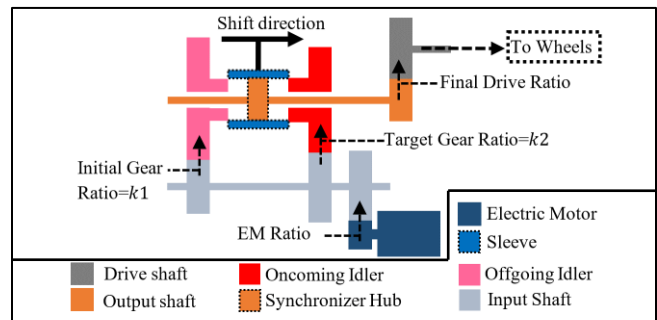 Shift direction
To Wheels
Final Drive Ratio
Target Gear Ratio=k2
Initial Gear
Ratio=k1
EM Ratio
Electric Motor
Sleeve
Drive shaft
Oncoming Idler
Offgoing Idler
Output shaft
Synchronizer Hub
Input Shaft